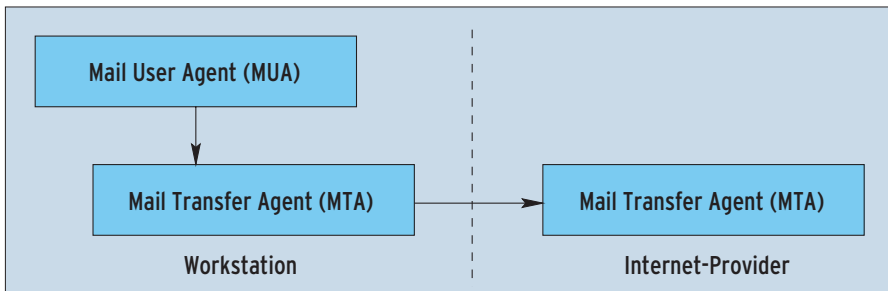 Mail User Agent (MUA)
Mail Transfer Agent (MTA)
Mail Transfer Agent (MTA)
Workstation
Internet-Provider